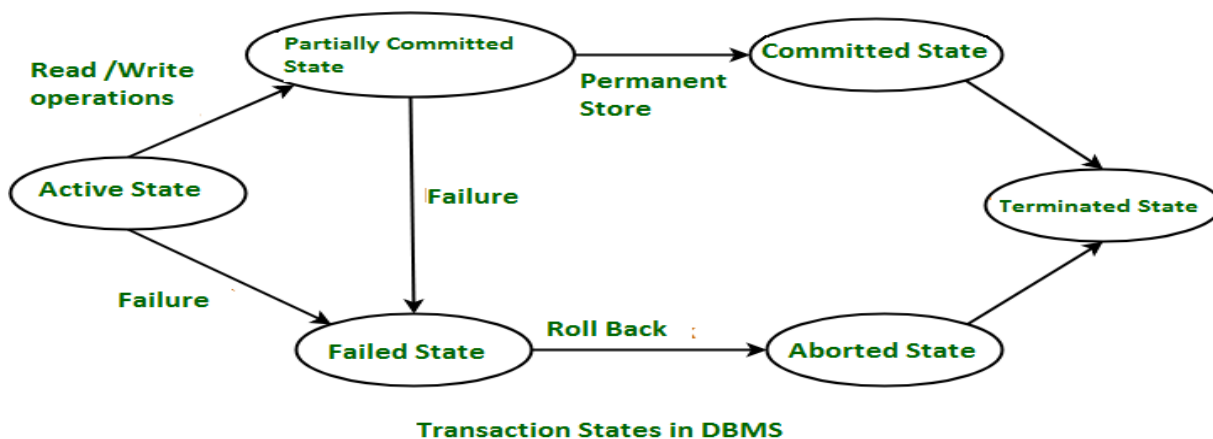 Partially Committed
State
Committed State
Read /Write
operations
Permanent
Store
Active State
Failure
Terminated State
Failure
Roll Back
Failed State
Aborted State
Transaction States in DBMS